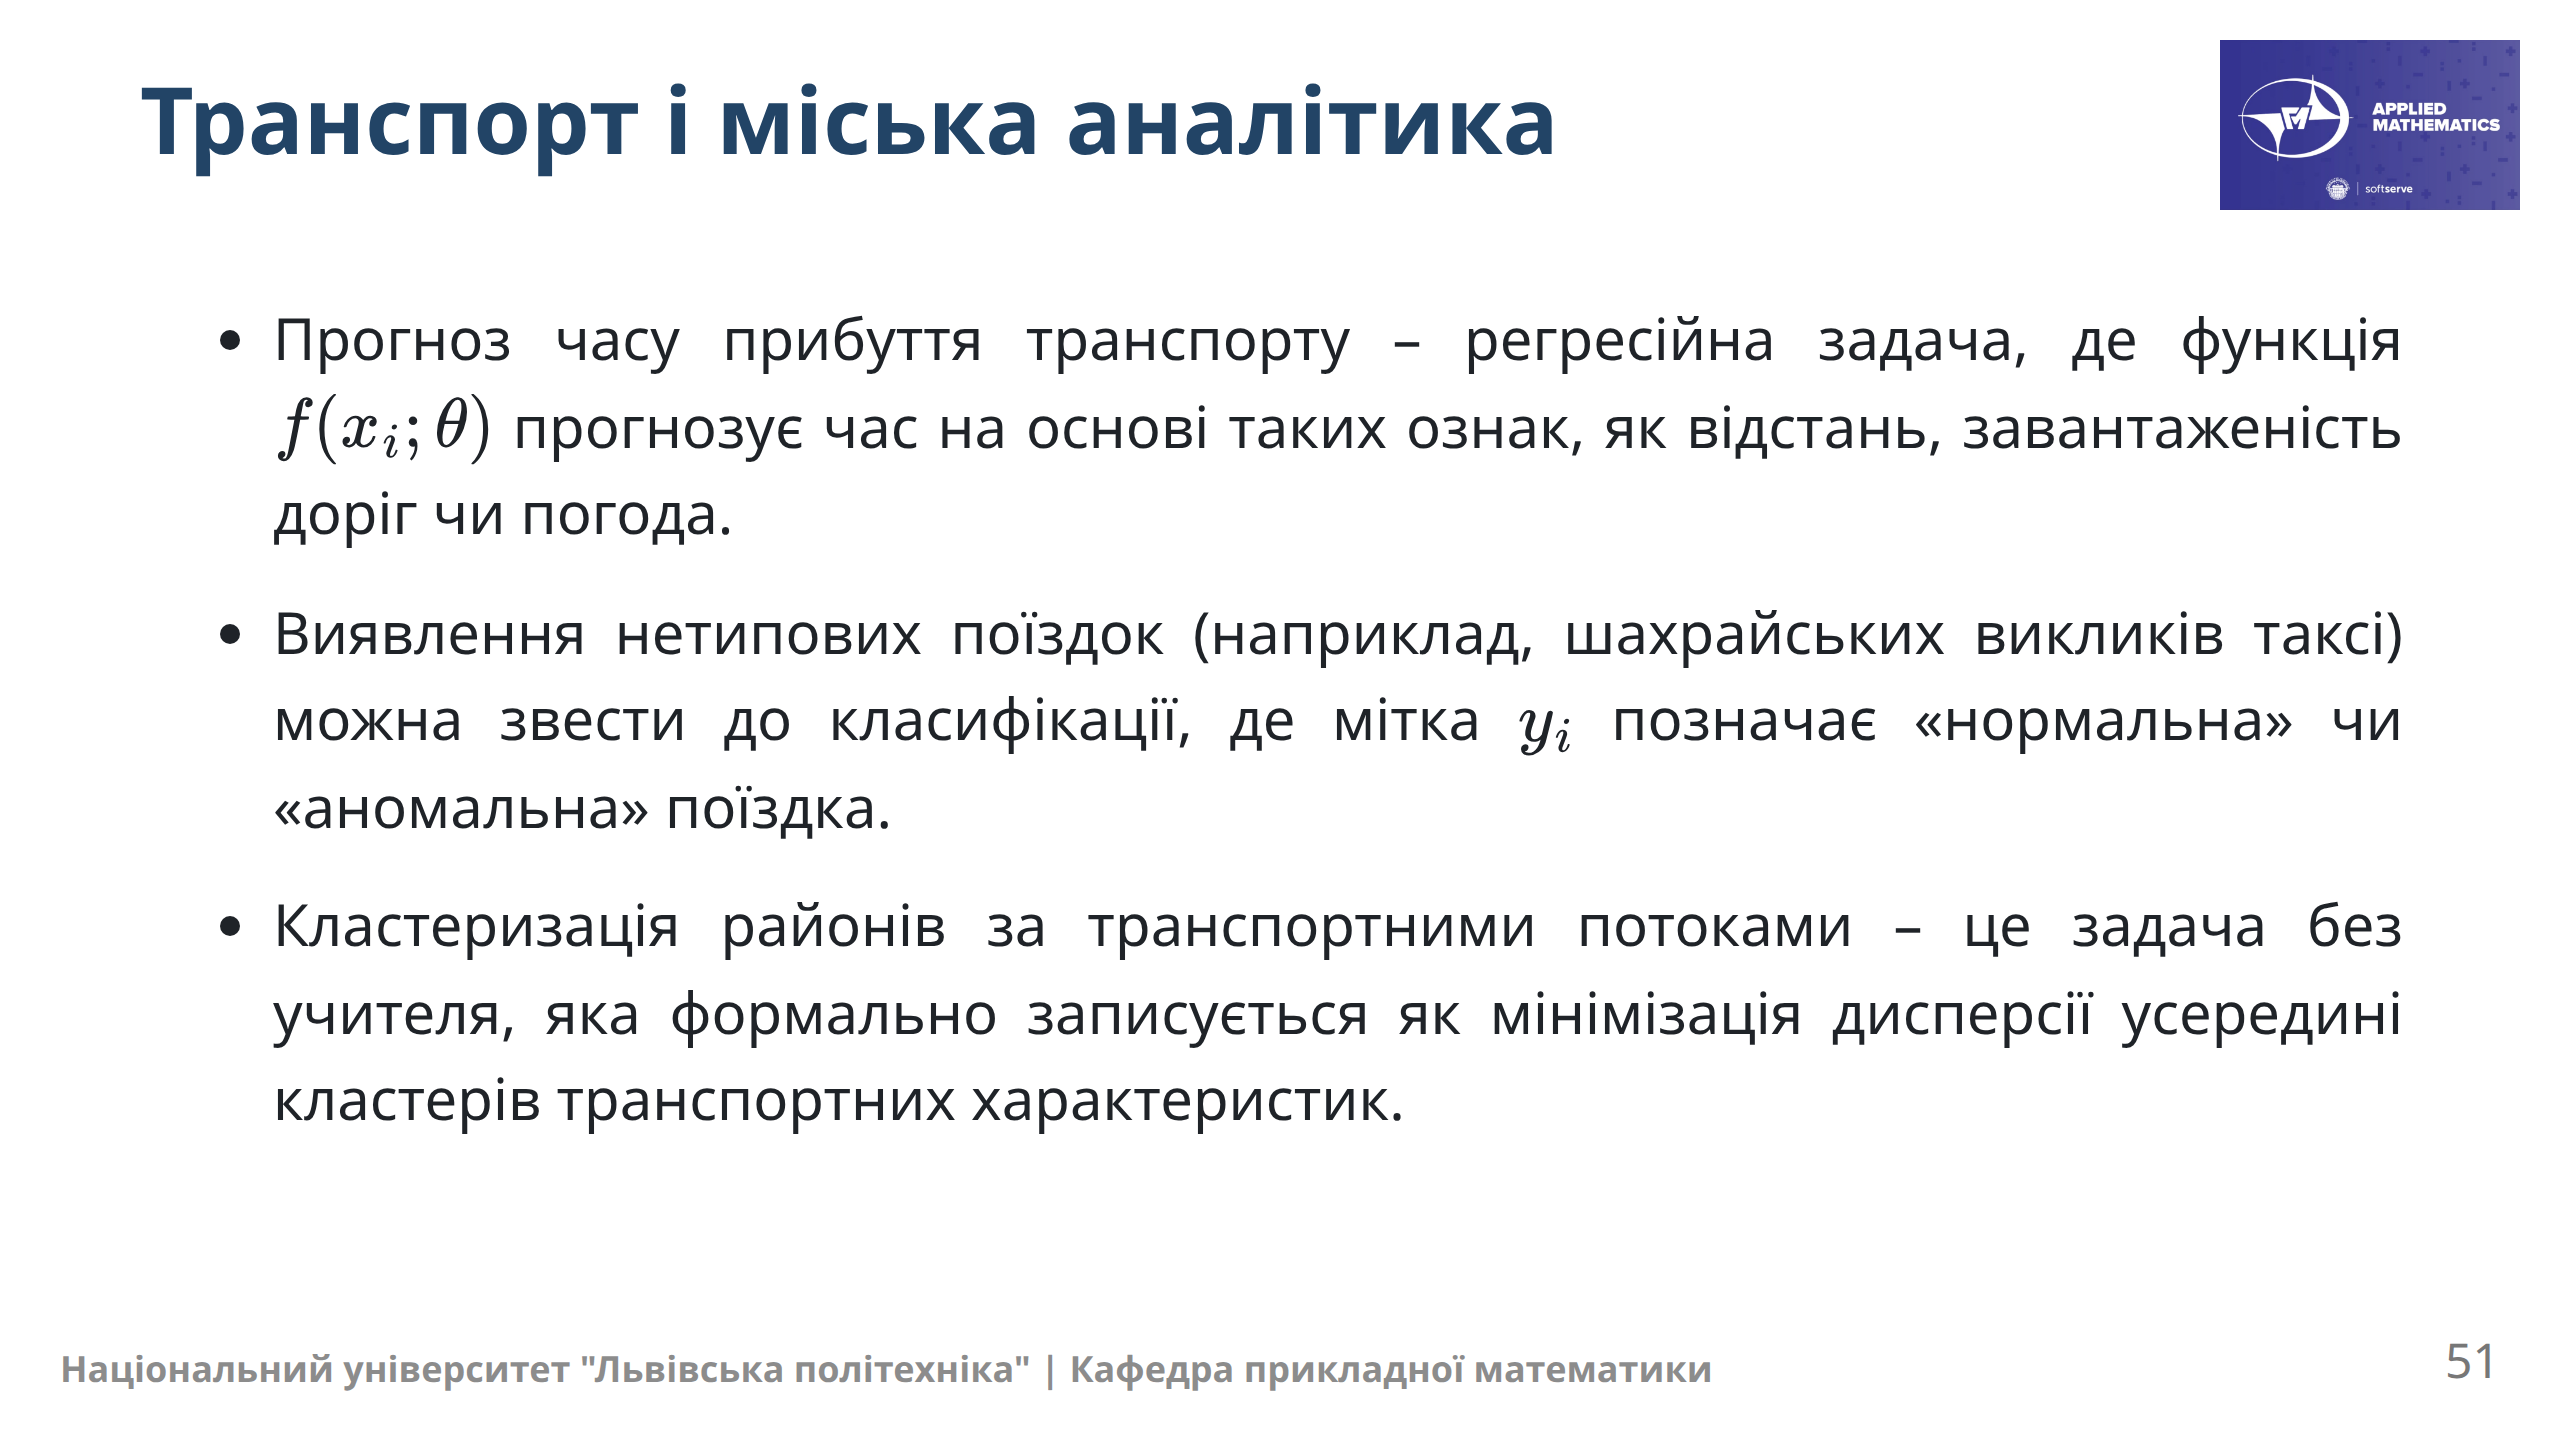 Транспорт і міська аналітика
APPLIED
MATHEMATICS
softserve
• Прогноз часу прибуття транспорту – регресійна задача, де функція
f(xᵢ; θ) прогнозує час на основі таких ознак, як відстань, завантаженість
доріг чи погода.
• Виявлення нетипових поїздок (наприклад, шахрайських викликів таксі)
можна звести до класифікації, де мітка yᵢ позначає «нормальна» чи
«аномальна» поїздка.
• Кластеризація районів за транспортними потоками – це задача без
учителя, яка формально записується як мінімізація дисперсії усередині
кластерів транспортних характеристик.
Національний університет "Львівська політехніка" | Кафедра прикладної математики
51